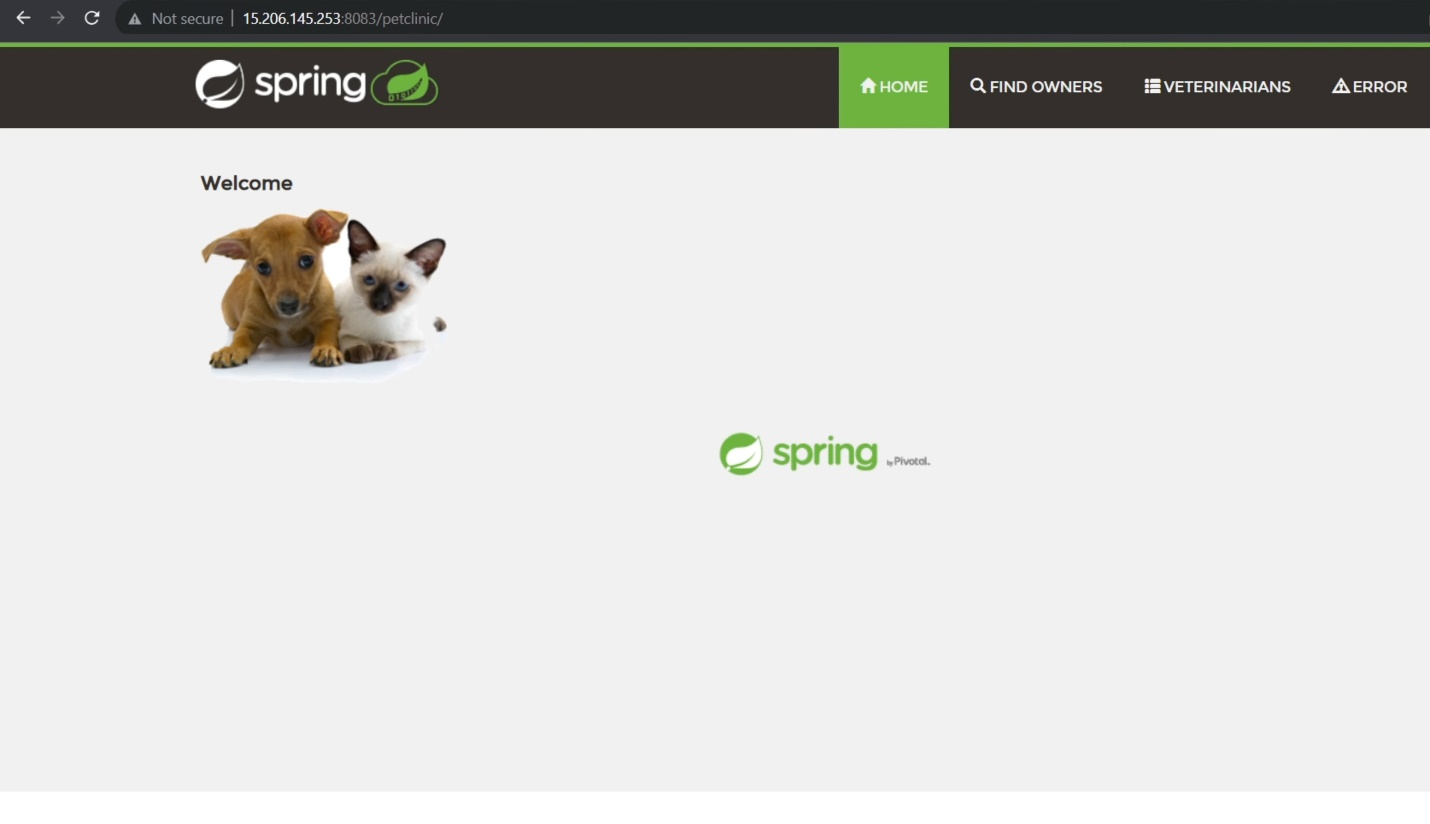 Not secure | 15.206.145.253:8083/petclinic/
spring
HOME
FIND OWNERS
VETERINARIANS
ERROR
Welcome
spring by Pivotal.